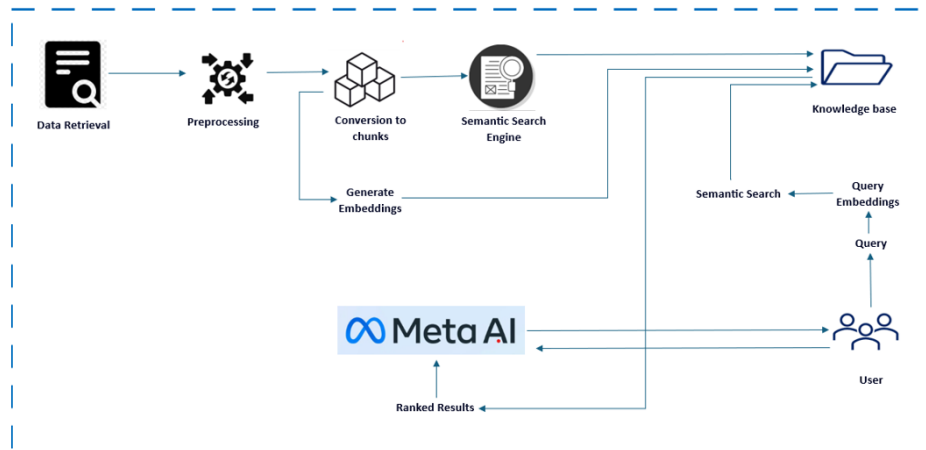 Data Retrieval
Preprocessing
Conversion to
chunks
Semantic Search
Engine
Knowledge base
Generate
Embeddings
Semantic Search
Query
Embeddings
Query
Meta AI
User
Ranked Results